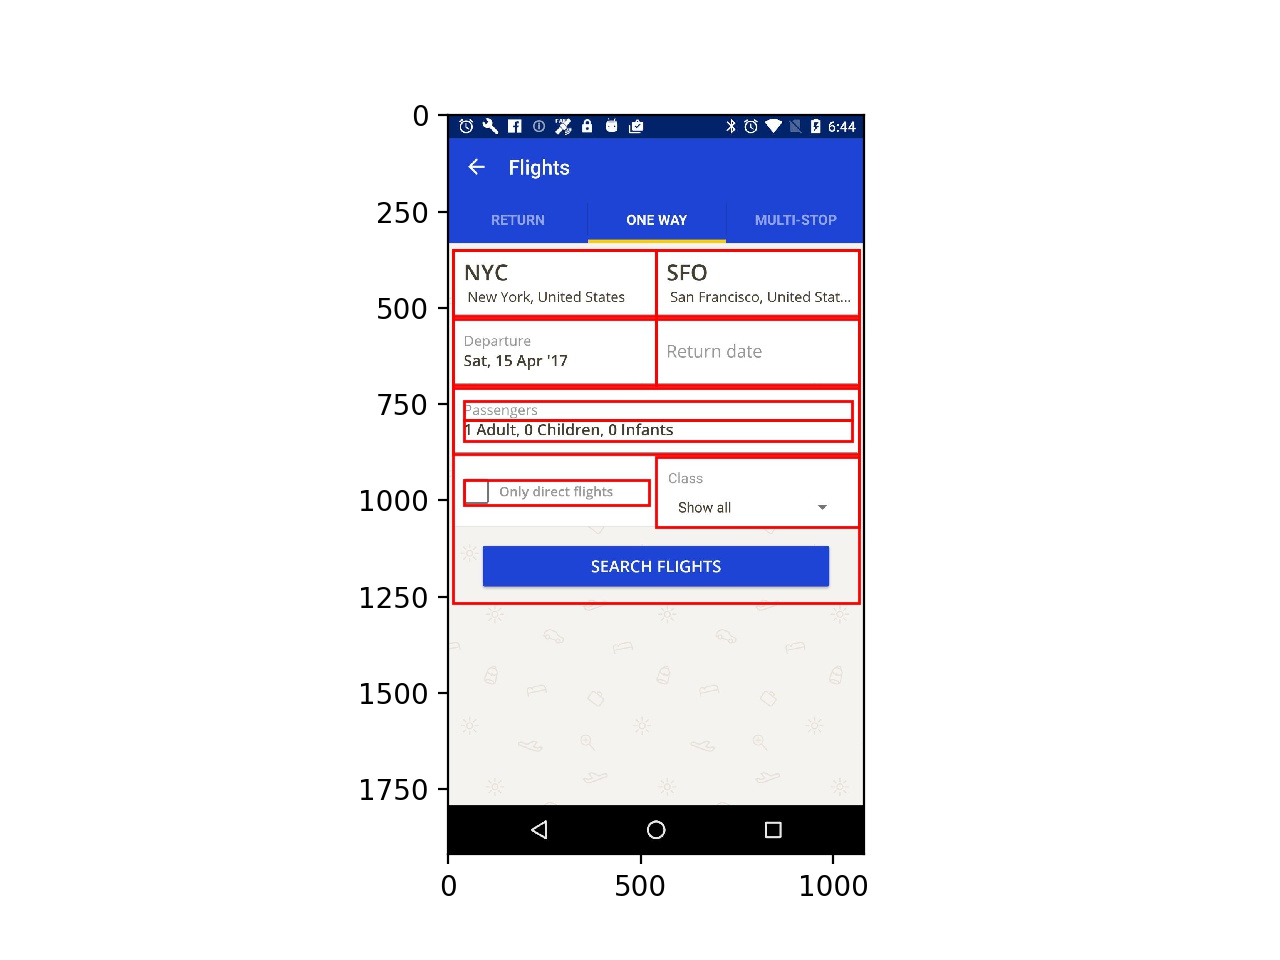 0
250
500
750
1000
1250
1500
1750
0 500 1000
6:44
Flights
RETURN ONE WAY MULTI-STOP
NYC
New York, United States
SFO
San Francisco, United Stat...
Departure
Sat, 15 Apr '17
Return date
Passengers
1 Adult, 0 Children, 0 Infants
Only direct flights
Class
Show all
SEARCH FLIGHTS